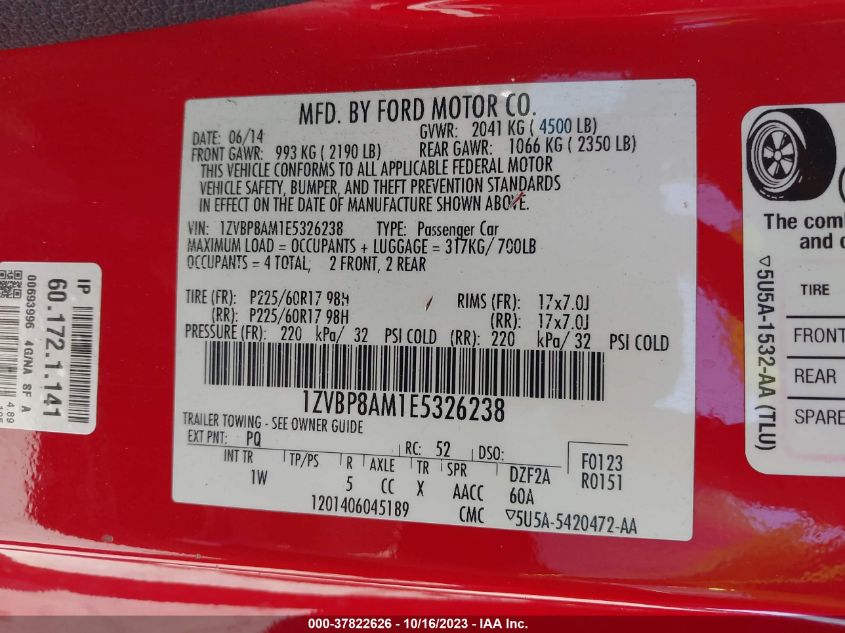 MFD. BY FORD MOTOR CO.
DATE: 06/14
GVWR: 2041 KG ( 4500 LB)
FRONT GAWR: 993 KG ( 2190 LB)
REAR GAWR: 1066 KG ( 2350 LB)
THIS VEHICLE CONFORMS TO ALL APPLICABLE FEDERAL MOTOR
VEHICLE SAFETY, BUMPER, AND THEFT PREVENTION STANDARDS
IN EFFECT ON THE DATE OF MANUFACTURE SHOWN ABOVE.
VIN: 1ZVBP8AM1E5326238 TYPE: Passenger Car
MAXIMUM LOAD = OCCUPANTS + LUGGAGE = 317KG/ 700LB
OCCUPANTS = 4 TOTAL, 2 FRONT, 2 REAR
TIRE (FR): P225/60R17 98H RIMS (FR): 17x7.0J
(RR): P225/60R17 98H (RR): 17x7.0J
PRESSURE (FR): 220 kPa/ 32 PSI COLD (RR): 220 kPa/ 32 PSI COLD
1ZVBP8AM1E5326238
TRAILER TOWING - SEE OWNER GUIDE
EXT PNT: PQ RC: 52 DSO:
F0123
R0151
INT TR TP/PS R AXLE TR SPR DZF2A
1W 5 CC X AACC 60A
1201406045189 CMC ▽5U5A-5420472-AA
IP
60.172.1.141
00693996 4G/NA SF A
4.89
The comb
and c
TIRE
FRONT
REAR
SPARE
▽5U5A-1532-AA (TLU)
000-37822626 - 10/16/2023 - IAA Inc.